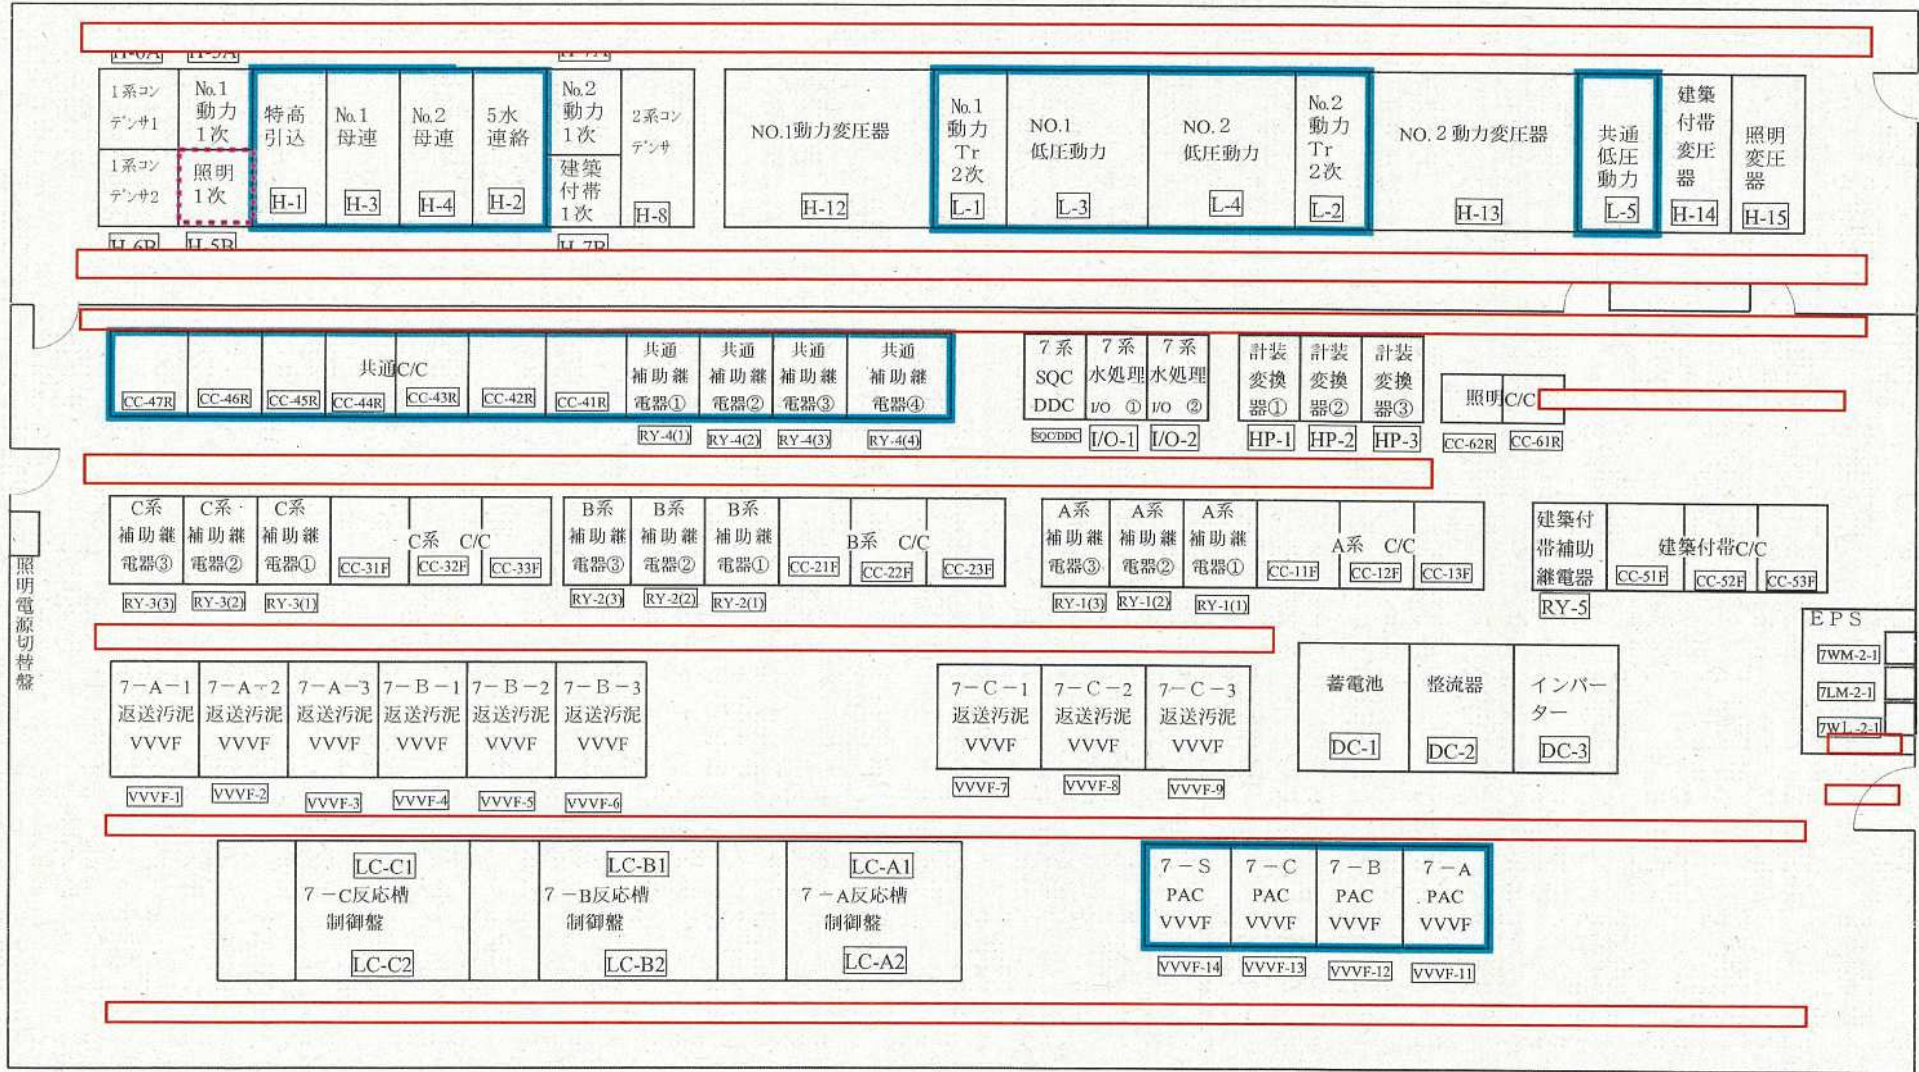 H-6A H-5A H-7A
1系コン
デンサ1
No.1
動力
1次
1系コン
デンサ2
照明
1次
特高
引込
H-1
No.1
母連
H-3
No.2
母連
H-4
5水
連絡
H-2
No.2
動力
1次
建築
付帯
1次
2系コン
デンサ
H-8
NO.1動力変圧器
H-12
No.1
動力
Tr
2次
L-1
NO.1
低圧動力
L-3
NO.2
低圧動力
L-4
No.2
動力
Tr
2次
L-2
NO.2動力変圧器
H-13
共通
低圧
動力
L-5
建築
付帯
変圧
器
H-14
照明
変圧
器
H-15
H-6B H-5B H-7B
共通C/C
CC-47R CC-46R CC-45R CC-44R CC-43R CC-42R CC-41R
共通
補助継
電器①
RY-4(1)
共通
補助継
電器②
RY-4(2)
共通
補助継
電器③
RY-4(3)
共通
補助継
電器④
RY-4(4)
7系
SQC
DDC
SQC/DDC
7系
水処理
I/O ①
I/O-1
7系
水処理
I/O ②
I/O-2
計装
変換
器①
HP-1
計装
変換
器②
HP-2
計装
変換
器③
HP-3
照明C/C
CC-62R CC-61R
C系
補助継
電器③
RY-3(3)
C系
補助継
電器②
RY-3(2)
C系
補助継
電器①
RY-3(1)
C系 C/C
CC-31F CC-32F CC-33F
B系
補助継
電器③
RY-2(3)
B系
補助継
電器②
RY-2(2)
B系
補助継
電器①
RY-2(1)
B系 C/C
CC-21F CC-22F CC-23F
A系
補助継
電器③
RY-1(3)
A系
補助継
電器②
RY-1(2)
A系
補助継
電器①
RY-1(1)
A系 C/C
CC-11F CC-12F CC-13F
建築付
帯補助
継電器
RY-5
建築付帯C/C
CC-51F CC-52F CC-53F
照明電源切替盤
EPS
7WM-2-1
7LM-2-1
7WL-2-1
7-A-1
返送汚泥
VVVF
VVVF-1
7-A-2
返送汚泥
VVVF
VVVF-2
7-A-3
返送汚泥
VVVF
VVVF-3
7-B-1
返送汚泥
VVVF
VVVF-4
7-B-2
返送汚泥
VVVF
VVVF-5
7-B-3
返送汚泥
VVVF
VVVF-6
7-C-1
返送汚泥
VVVF
VVVF-7
7-C-2
返送汚泥
VVVF
VVVF-8
7-C-3
返送汚泥
VVVF
VVVF-9
蓄電池
DC-1
整流器
DC-2
インバー
ター
DC-3
LC-C1
7-C反応槽
制御盤
LC-C2
LC-B1
7-B反応槽
制御盤
LC-B2
LC-A1
7-A反応槽
制御盤
LC-A2
7-S
PAC
VVVF
VVVF-14
7-C
PAC
VVVF
VVVF-13
7-B
PAC
VVVF
VVVF-12
7-A
PAC
VVVF
VVVF-11